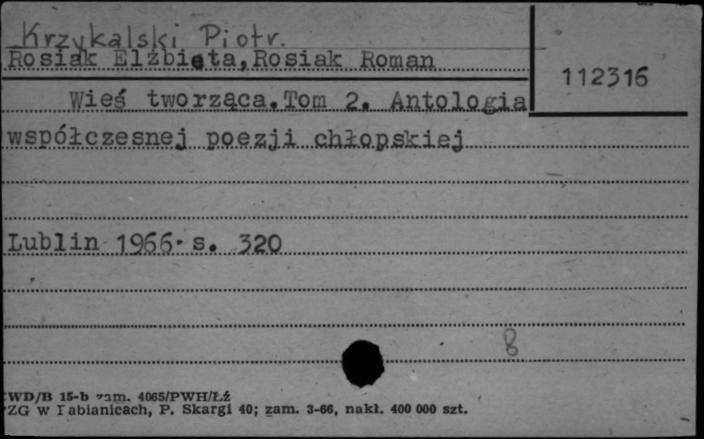 Krzykalski Piotr.
Rosiak Elżbieta,Rosiak Roman
112316
Wieś tworząca.Tom 2. Antologia
współczesnej poezji chłopskiej
Lublin 1966 s. 320
8
WD/B 15-b zam. 4065/PWH/Łź
ZG w Pabianicach, P. Skargi 40; zam. 3-66, nakł. 400 000 szt.